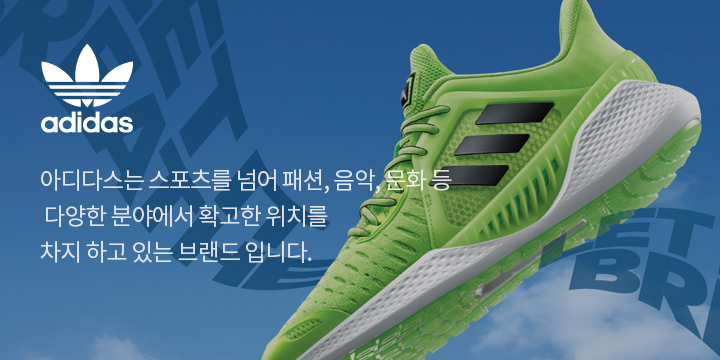 adidas
아디다스는 스포츠를 넘어 패션, 음악, 문화 등
다양한 분야에서 확고한 위치를
차지 하고 있는 브랜드 입니다.
LET
BRE